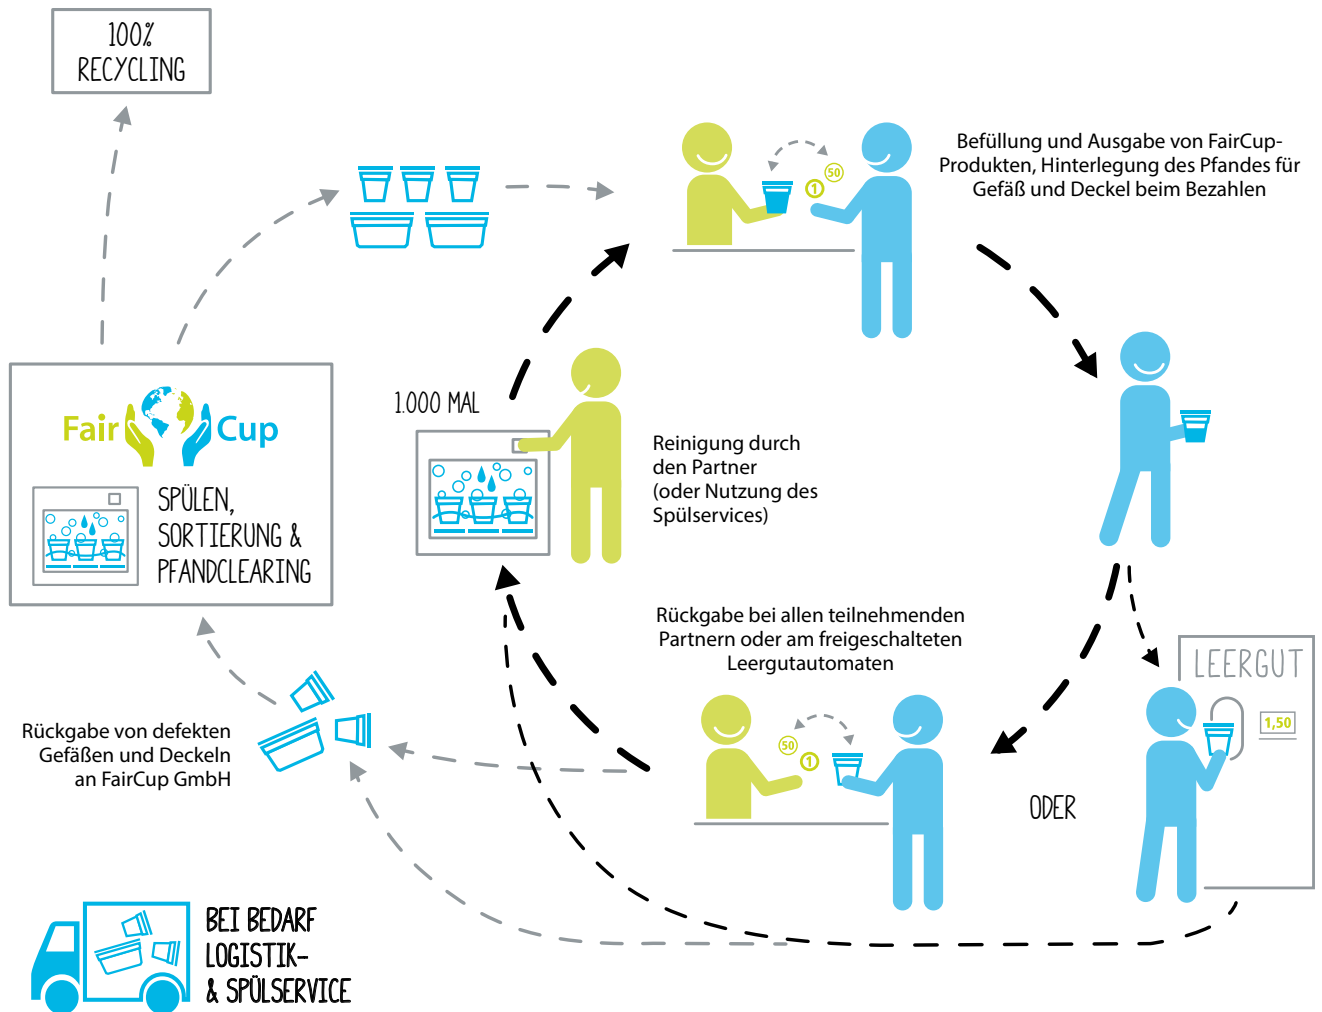 100%
RECYCLING
Befüllung und Ausgabe von FairCup-
Produkten, Hinterlegung des Pfandes für
Gefäß und Deckel beim Bezahlen
50
1
Fair Cup
SPÜLEN,
SORTIERUNG &
PFANDCLEARING
1.000 MAL
Reinigung durch
den Partner
(oder Nutzung des
Spülservices)
Rückgabe bei allen teilnehmenden
Partnern oder am freigeschalteten
Leergutautomaten
50
1
ODER
LEERGUT
1,50
Rückgabe von defekten
Gefäßen und Deckeln
an FairCup GmbH
BEI BEDARF
LOGISTIK-
& SPÜLSERVICE